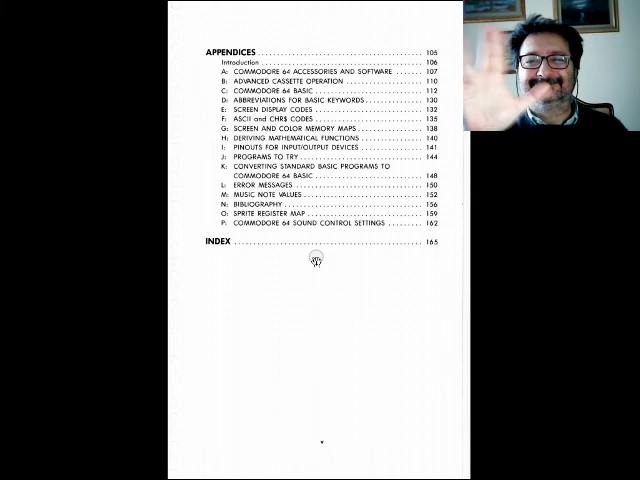 APPENDICES 105
Introduction 106
A: COMMODORE 64 ACCESSORIES AND SOFTWARE 107
B: ADVANCED CASSETTE OPERATION 110
C: COMMODORE 64 BASIC 112
D: ABBREVIATIONS FOR BASIC KEYWORDS 130
E: SCREEN DISPLAY CODES 132
F: ASCII and CHR$ CODES 135
G: SCREEN AND COLOR MEMORY MAPS 138
H: DERIVING MATHEMATICAL FUNCTIONS 140
I: PINOUTS FOR INPUT/OUTPUT DEVICES 141
J: PROGRAMS TO TRY 144
K: CONVERTING STANDARD BASIC PROGRAMS TO
COMMODORE 64 BASIC 148
L: ERROR MESSAGES 150
M: MUSIC NOTE VALUES 152
N: BIBLIOGRAPHY 156
O: SPRITE REGISTER MAP 159
P: COMMODORE 64 SOUND CONTROL SETTINGS 162
INDEX 165
v